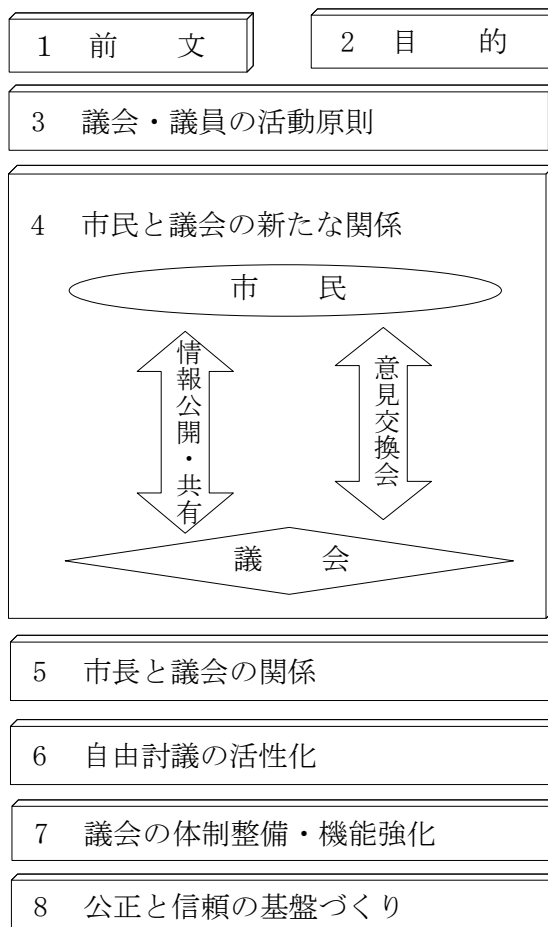 1 前 文
2 目 的
3 議会・議員の活動原則
4 市民と議会の新たな関係
市 民
情報公開・共有
意見交換会
議 会
5 市長と議会の関係
6 自由討議の活性化
7 議会の体制整備・機能強化
8 公正と信頼の基盤づくり